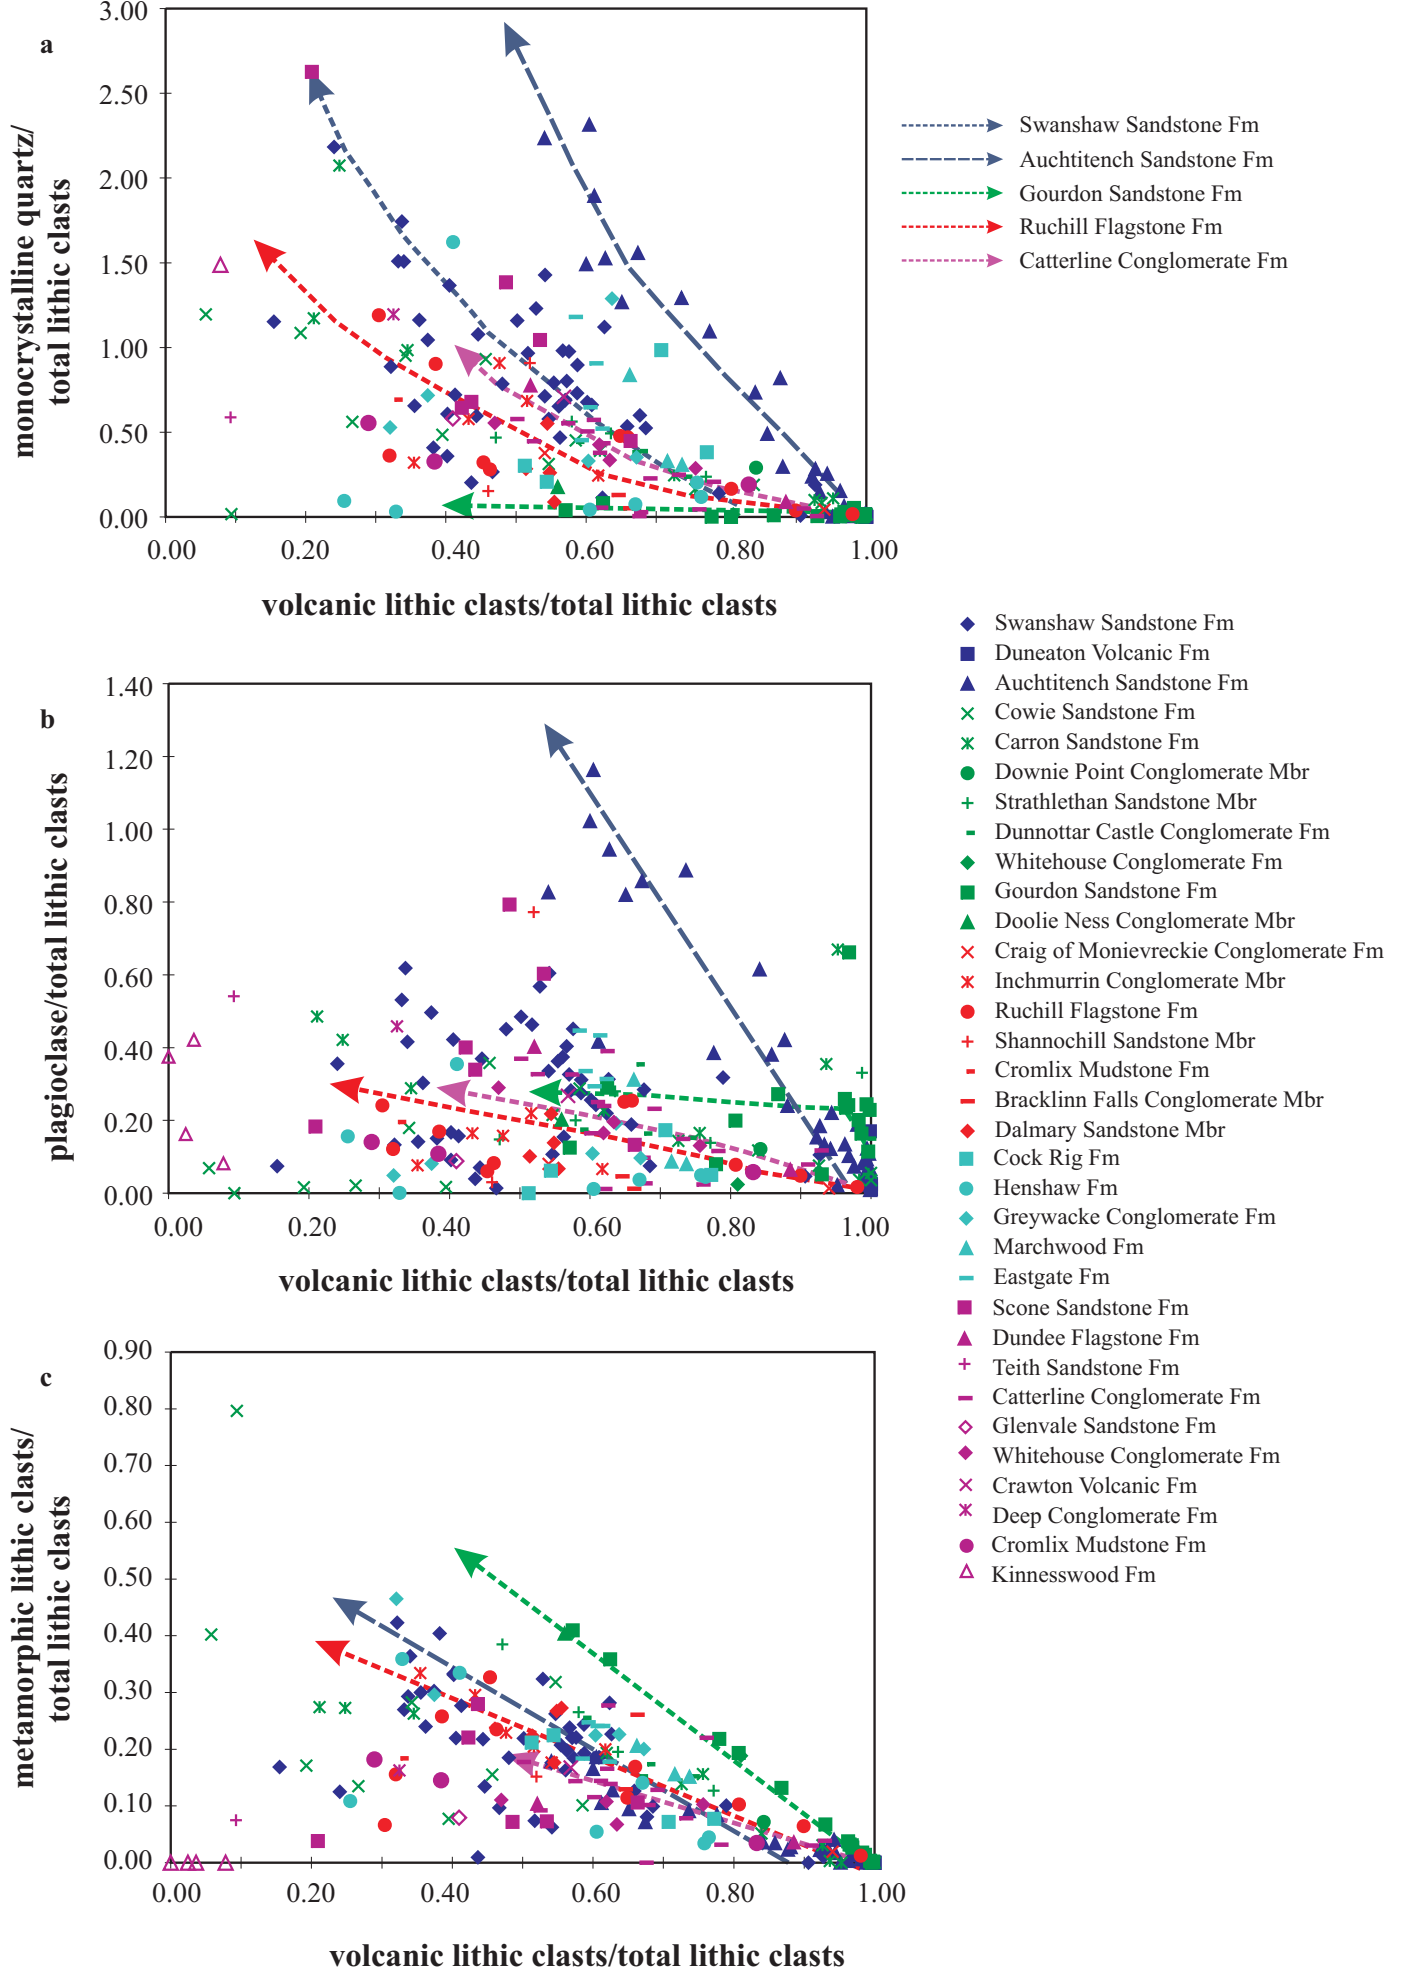 a
3.00
2.50
2.00
1.50
1.00
0.50
0.00
monocrystalline quartz/
total lithic clasts
0.00 0.20 0.40 0.60 0.80 1.00
volcanic lithic clasts/total lithic clasts
Swanshaw Sandstone Fm
Auchtitench Sandstone Fm
Gourdon Sandstone Fm
Ruchill Flagstone Fm
Catterline Conglomerate Fm
b
1.40
1.20
1.00
0.80
0.60
0.40
0.20
0.00
plagioclase/total lithic clasts
0.00 0.20 0.40 0.60 0.80 1.00
volcanic lithic clasts/total lithic clasts
Swanshaw Sandstone Fm
Duneaton Volcanic Fm
Auchtitench Sandstone Fm
Cowie Sandstone Fm
Carron Sandstone Fm
Downie Point Conglomerate Mbr
Strathlethan Sandstone Mbr
Dunnottar Castle Conglomerate Fm
Whitehouse Conglomerate Fm
Gourdon Sandstone Fm
Doolie Ness Conglomerate Mbr
Craig of Monievreckie Conglomerate Fm
Inchmurrin Conglomerate Mbr
Ruchill Flagstone Fm
Shannochill Sandstone Mbr
Cromlix Mudstone Fm
Bracklinn Falls Conglomerate Mbr
Dalmary Sandstone Mbr
Cock Rig Fm
Henshaw Fm
Greywacke Conglomerate Fm
Marchwood Fm
Eastgate Fm
Scone Sandstone Fm
Dundee Flagstone Fm
Teith Sandstone Fm
Catterline Conglomerate Fm
Glenvale Sandstone Fm
Whitehouse Conglomerate Fm
Crawton Volcanic Fm
Deep Conglomerate Fm
Cromlix Mudstone Fm
Kinnesswood Fm
c
0.90
0.80
0.70
0.60
0.50
0.40
0.30
0.20
0.10
0.00
metamorphic lithic clasts/
total lithic clasts
0.00 0.20 0.40 0.60 0.80 1.00
volcanic lithic clasts/total lithic clasts